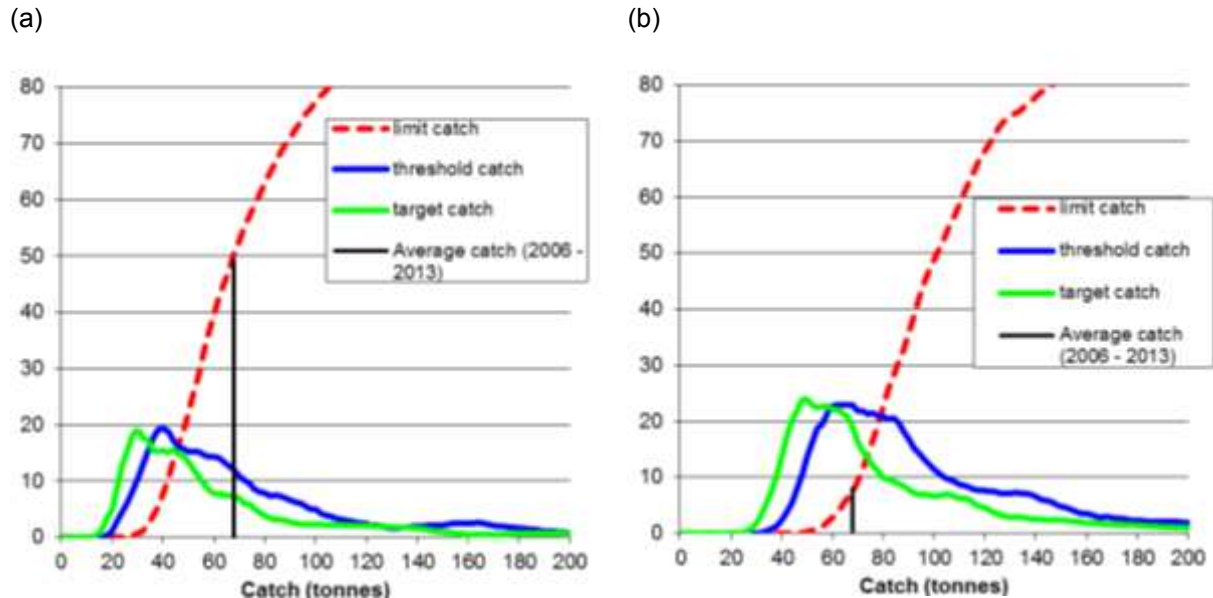 (a)
80
70
60
50
40
30
20
10
0
limit catch
threshold catch
target catch
Average catch (2006 -
2013)
0 20 40 60 80 100 120 140 160 180 200
Catch (tonnes)
(b)
80
70
60
50
40
30
20
10
0
limit catch
threshold catch
target catch
Average catch
(2006 - 2013)
0 20 40 60 80 100 120 140 160 180 200
Catch (tonnes)